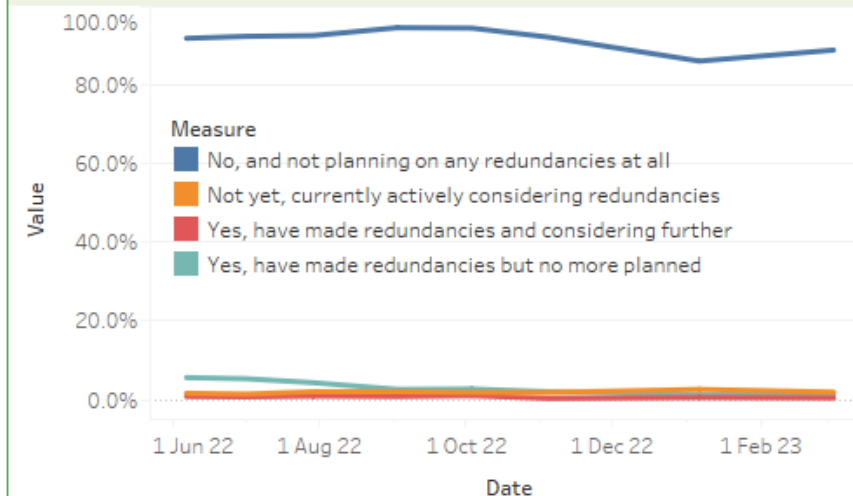 100.0%
80.0%
Measure
No, and not planning on any redundancies at all
60.0%
Not yet, currently actively considering redundancies
Value
Yes, have made redundancies and considering further
40.0%
Yes, have made redundancies but no more planned
20.0%
0.0%
1 Jun 22 1 Aug 22 1 Oct 22 1 Dec 22 1 Feb 23
Date